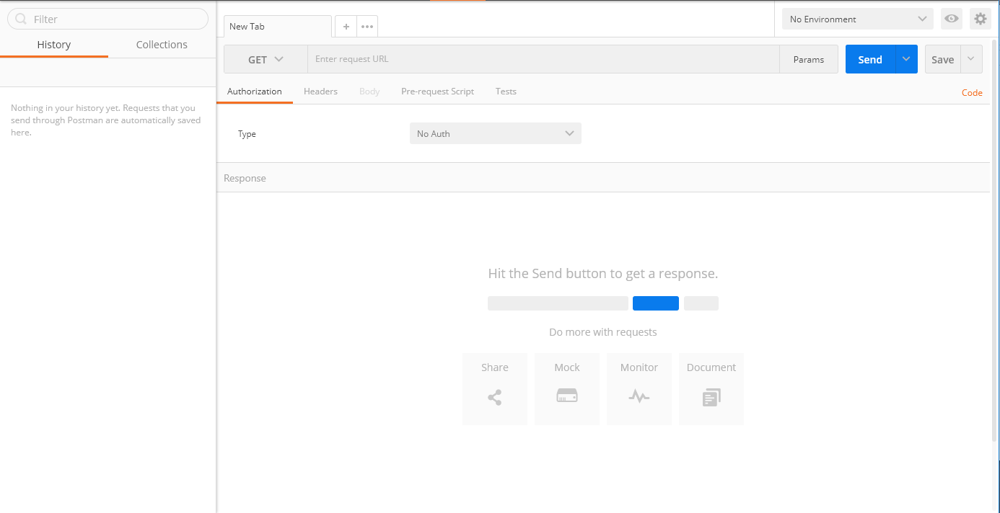 Filter
History
Collections
Nothing in your history yet. Requests that you
send through Postman are automatically saved
here.
New Tab
No Environment
GET
Enter request URL
Params
Send
Save
Authorization
Headers
Body
Pre-request Script
Tests
Code
Type
No Auth
Response
Hit the Send button to get a response.
Do more with requests
Share
Mock
Monitor
Document